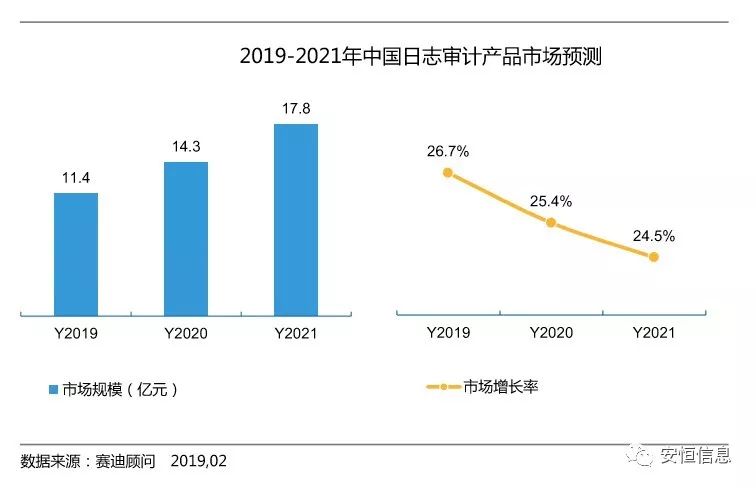 2019-2021年中国日志审计产品市场预测
17.8
14.3
11.4
Y2019 Y2020 Y2021
市场规模（亿元）
26.7%
25.4%
24.5%
Y2019 Y2020 Y2021
市场增长率
数据来源：赛迪顾问 2019,02
安恒信息